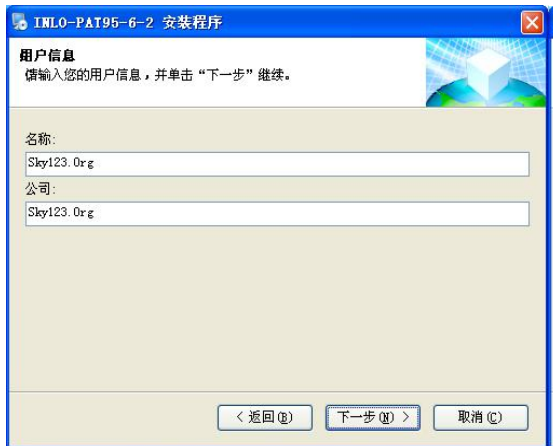 INLO-PAT95-6-2 安装程序
用户信息
请输入您的用户信息，并单击“下一步”继续。
名称:
Sky123.Org
公司:
Sky123.Org
< 返回(B)
下一步(N) >
取消(C)